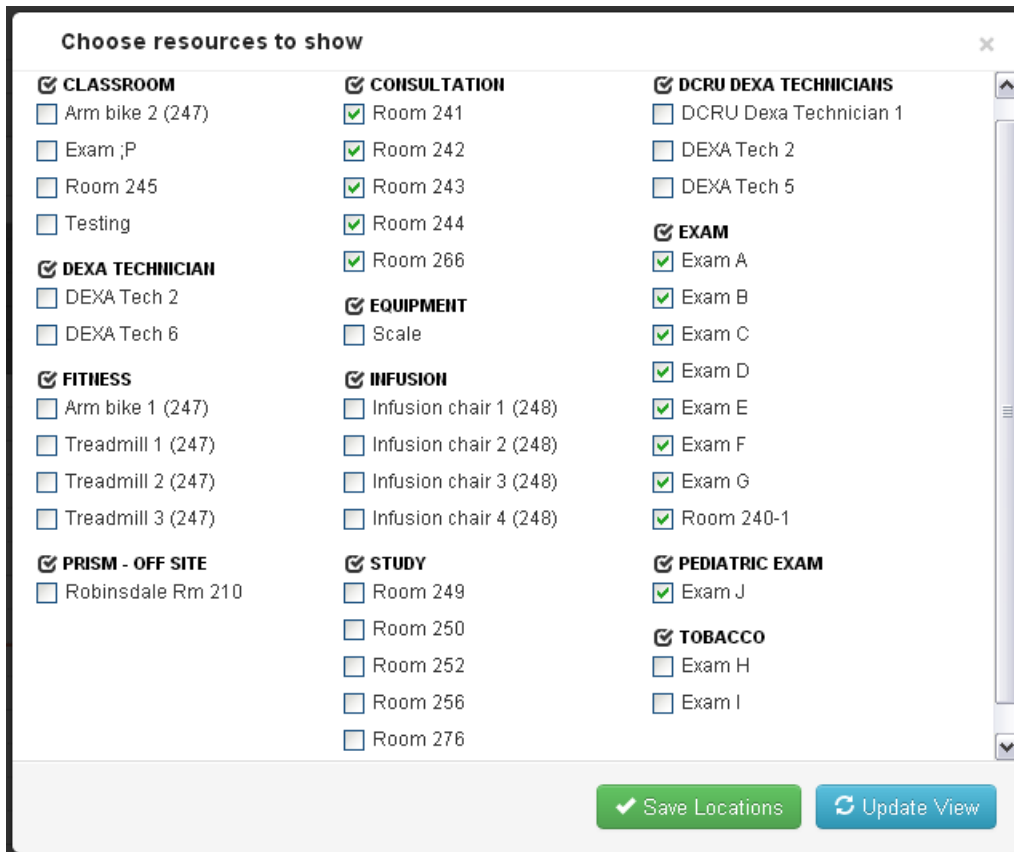 Choose resources to show
×
CLASSROOM
Arm bike 2 (247)
Exam ;P
Room 245
Testing
DEXA TECHNICIAN
DEXA Tech 2
DEXA Tech 6
FITNESS
Arm bike 1 (247)
Treadmill 1 (247)
Treadmill 2 (247)
Treadmill 3 (247)
PRISM - OFF SITE
Robinsdale Rm 210
CONSULTATION
Room 241
Room 242
Room 243
Room 244
Room 266
EQUIPMENT
Scale
INFUSION
Infusion chair 1 (248)
Infusion chair 2 (248)
Infusion chair 3 (248)
Infusion chair 4 (248)
STUDY
Room 249
Room 250
Room 252
Room 256
Room 276
DCRU DEXA TECHNICIANS
DCRU Dexa Technician 1
DEXA Tech 2
DEXA Tech 5
EXAM
Exam A
Exam B
Exam C
Exam D
Exam E
Exam F
Exam G
Room 240-1
PEDIATRIC EXAM
Exam J
TOBACCO
Exam H
Exam I
Save Locations
Update View